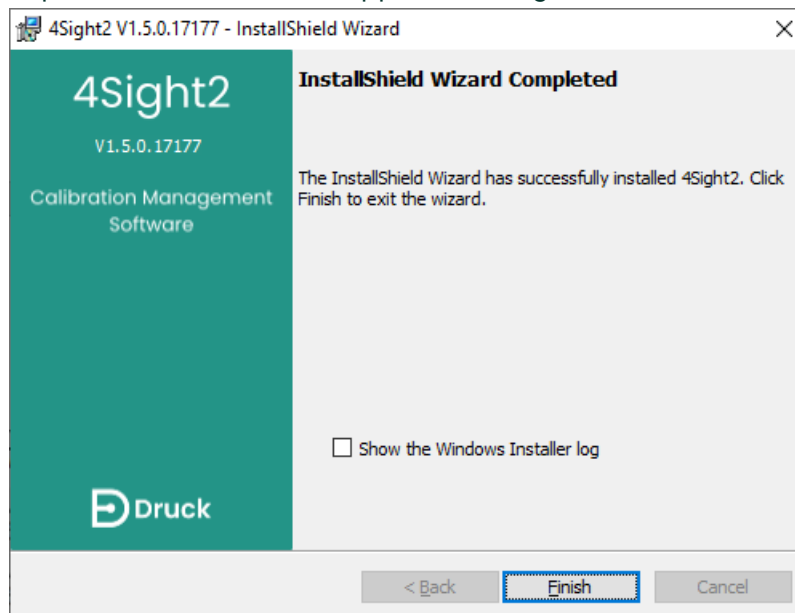 4Sight2 V1.5.0.17177 - InstallShield Wizard
4Sight2
V1.5.0.17177
Calibration Management
Software
Druck
InstallShield Wizard Completed
The InstallShield Wizard has successfully installed 4Sight2. Click
Finish to exit the wizard.
Show the Windows Installer log
< Back
Finish
Cancel